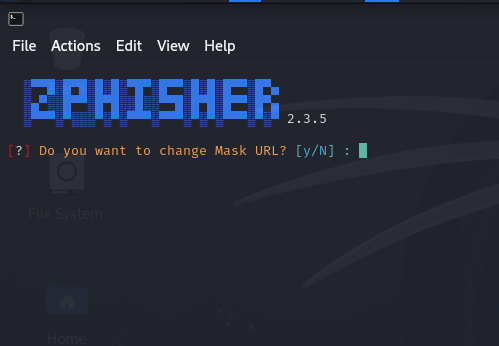 File Actions Edit View Help
ZPHISHER 2.3.5
[?] Do you want to change Mask URL? [y/N] :
File System
Home